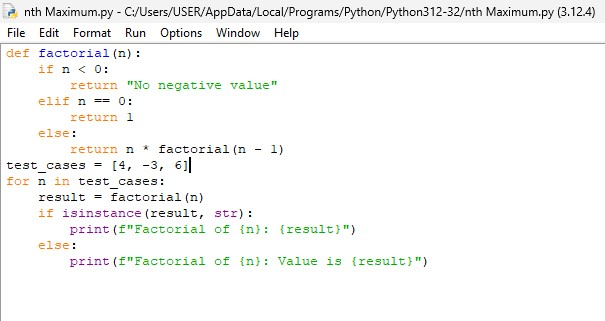 nth Maximum.py - C:/Users/USER/AppData/Local/Programs/Python/Python312-32/nth Maximum.py (3.12.4)
File Edit Format Run Options Window Help
def factorial(n):
    if n < 0:
        return "No negative value"
    elif n == 0:
        return 1
    else:
        return n * factorial(n - 1)
test_cases = [4, -3, 6]
for n in test_cases:
    result = factorial(n)
    if isinstance(result, str):
        print(f"Factorial of {n}: {result}")
    else:
        print(f"Factorial of {n}: Value is {result}")